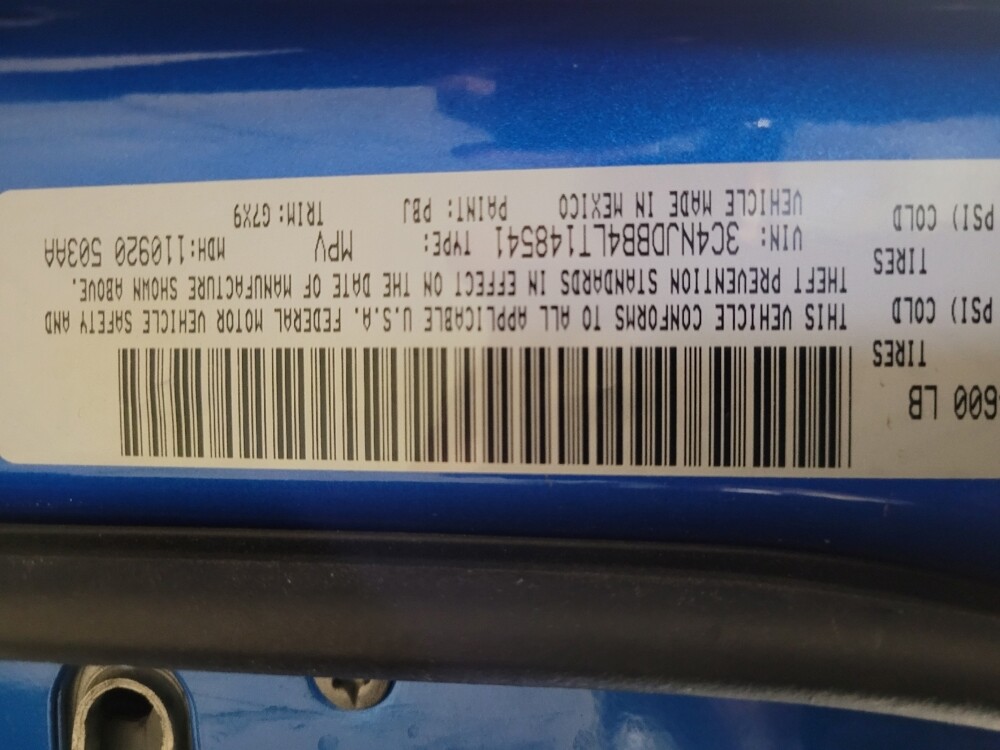 600 LB
TIRES
PSI) COLD
TIRES
PSI) COLD
THIS VEHICLE CONFORMS TO ALL APPLICABLE U.S.A. FEDERAL MOTOR VEHICLE SAFETY AND
THEFT PREVENTION STANDARDS IN EFFECT ON THE DATE OF MANUFACTURE SHOWN ABOVE.
VIN: 3C4NJDBB4LT148541 TYPE: MPV MDH: 110920 503AA
VEHICLE MADE IN MEXICO PAINT: PBJ TRIM: G7X9